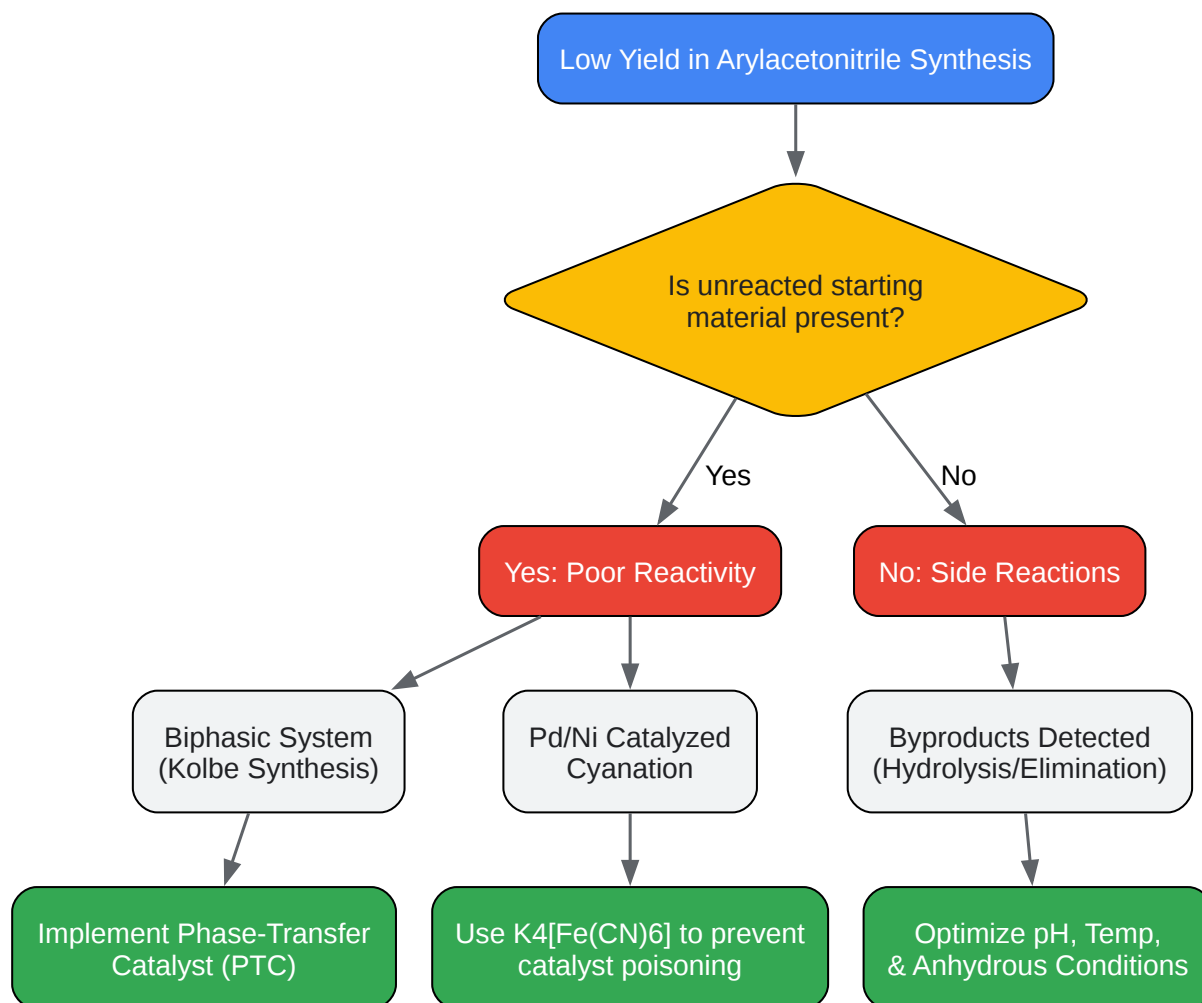 Low Yield in Arylacetonitrile Synthesis
Is unreacted starting
material present?
Yes
No
Yes: Poor Reactivity
No: Side Reactions
Biphasic System
(Kolbe Synthesis)
Pd/Ni Catalyzed
Cyanation
Byproducts Detected
(Hydrolysis/Elimination)
Implement Phase-Transfer
Catalyst (PTC)
Use K4[Fe(CN)6] to prevent
catalyst poisoning
Optimize pH, Temp,
& Anhydrous Conditions